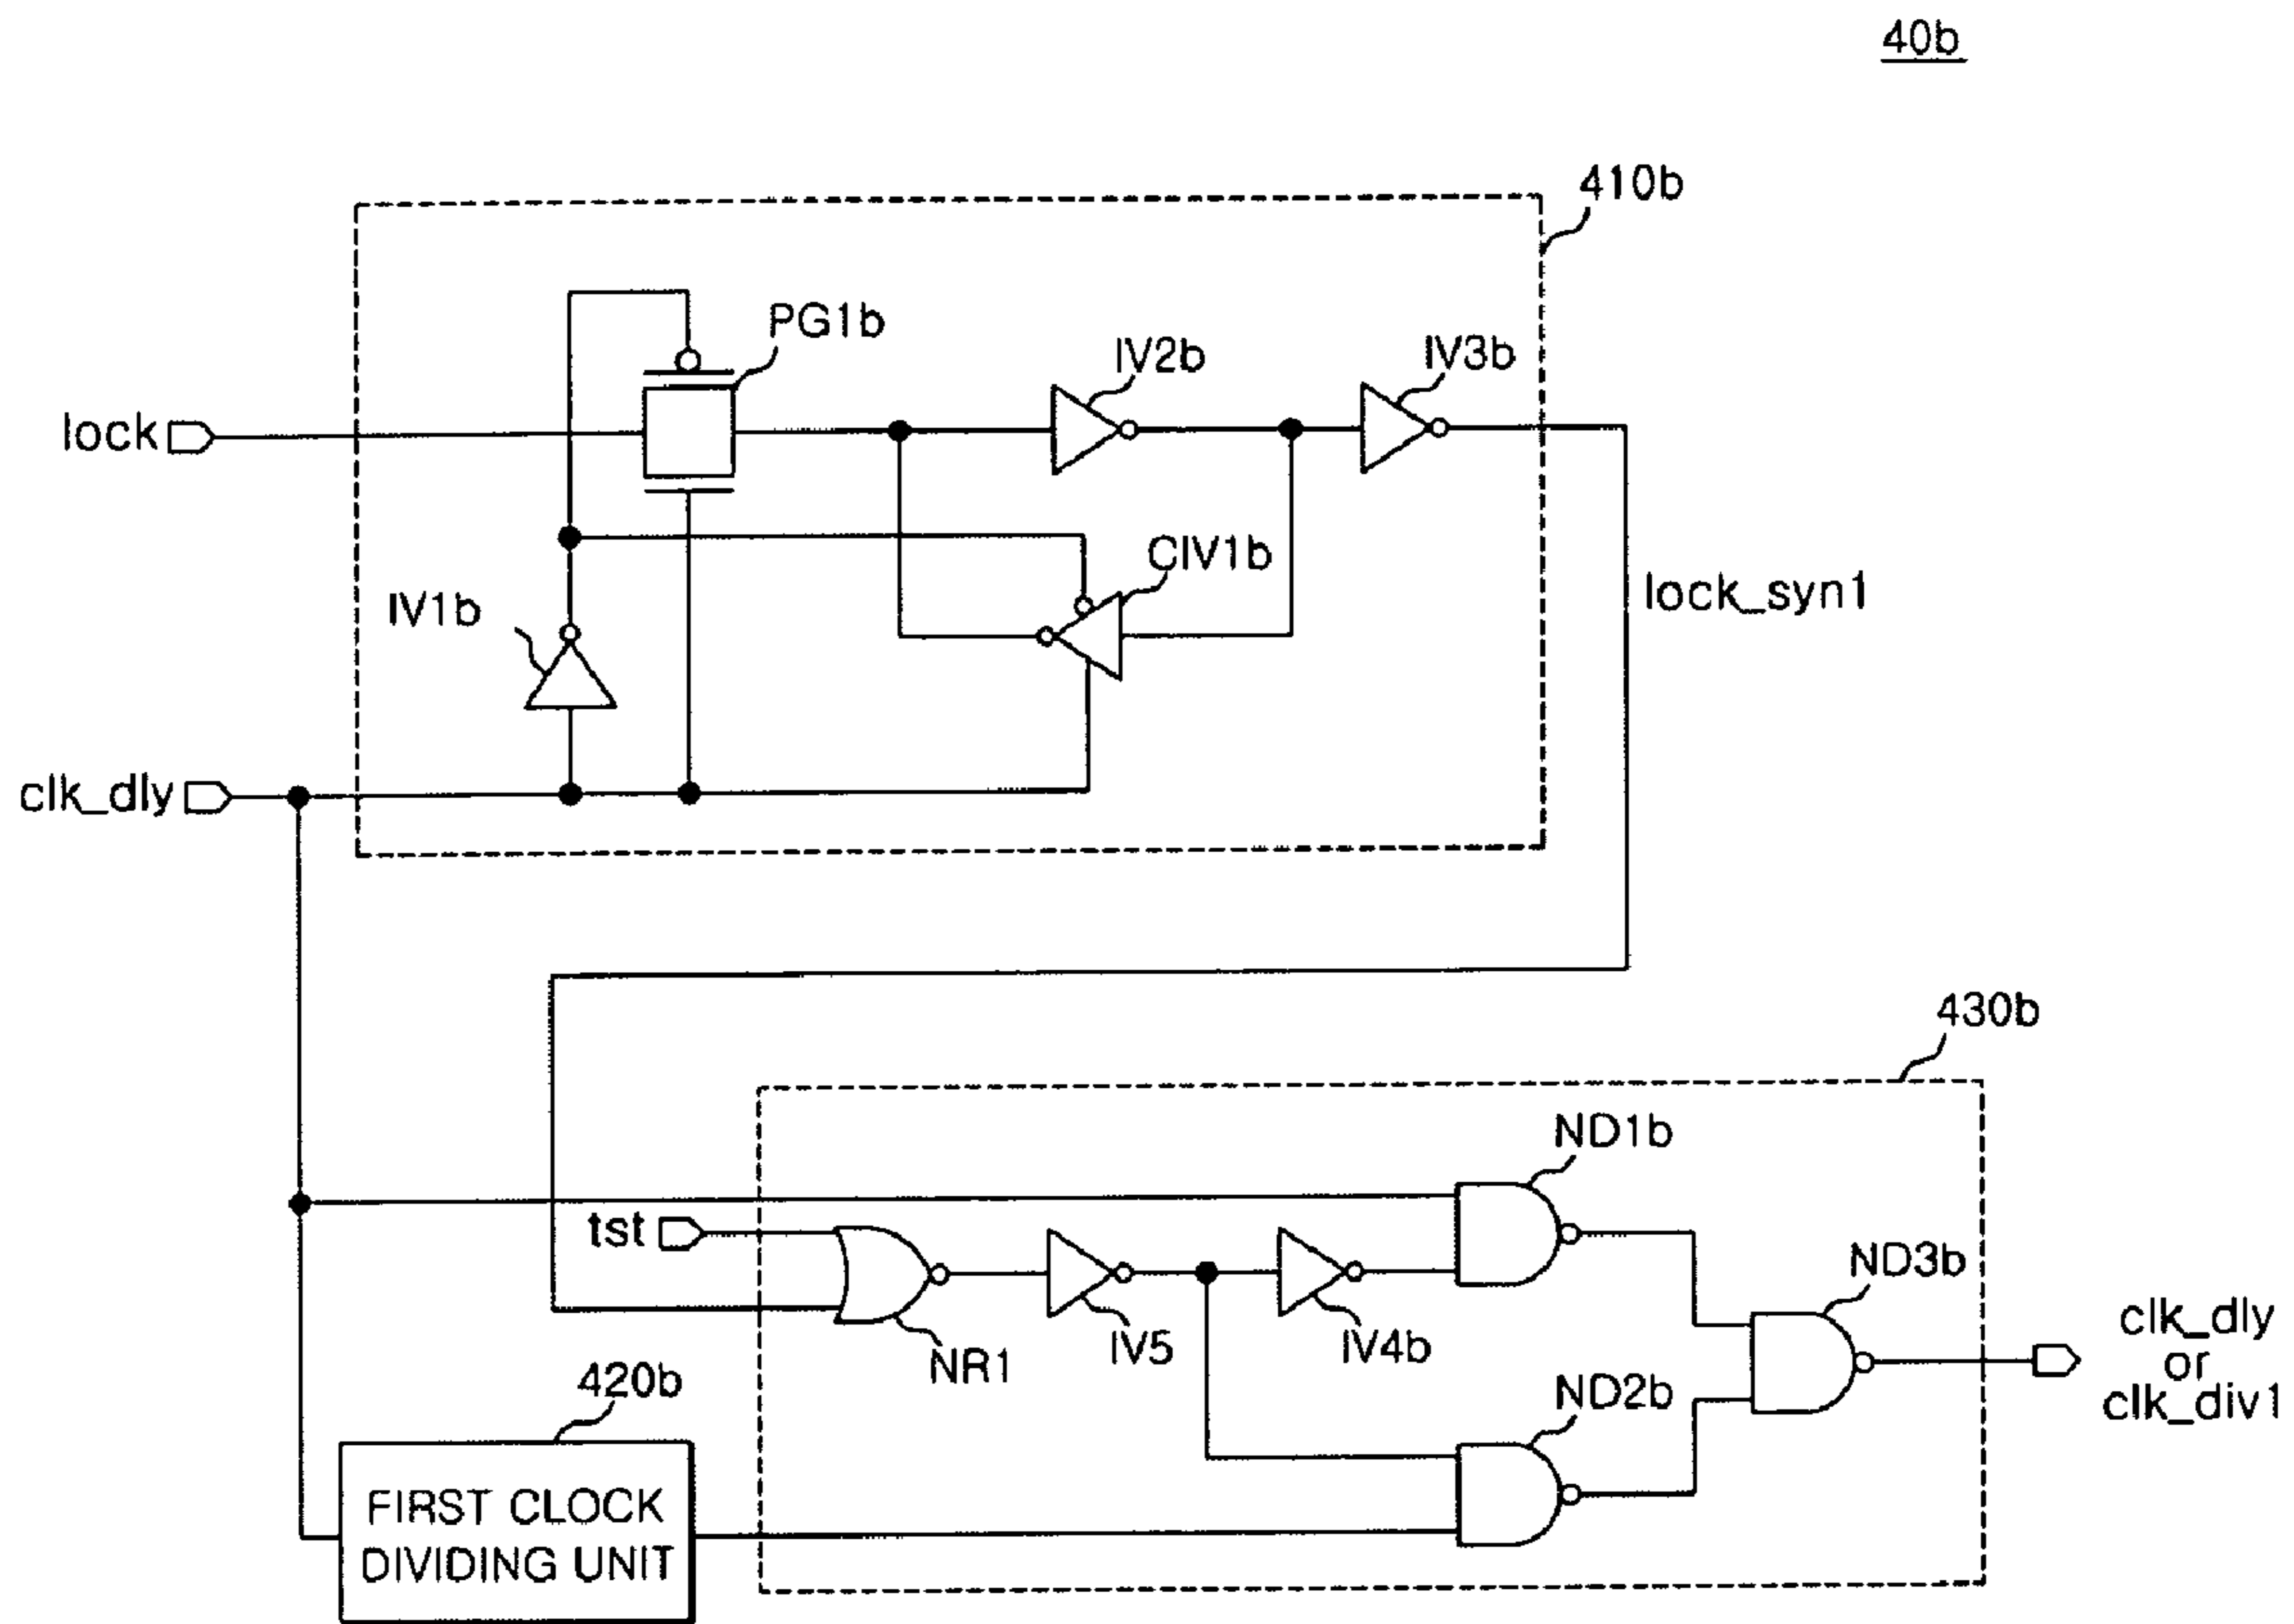 40b
410b
PG1b
IV2b
IV3b
lock
CIV1b
IV1b
lock_syn1
clk_dly
430b
ND1b
tst
ND3b
NR1
IV5
IV4b
clk_dly
or
clk_div1
420b
ND2b
FIRST CLOCK
DIVIDING UNIT